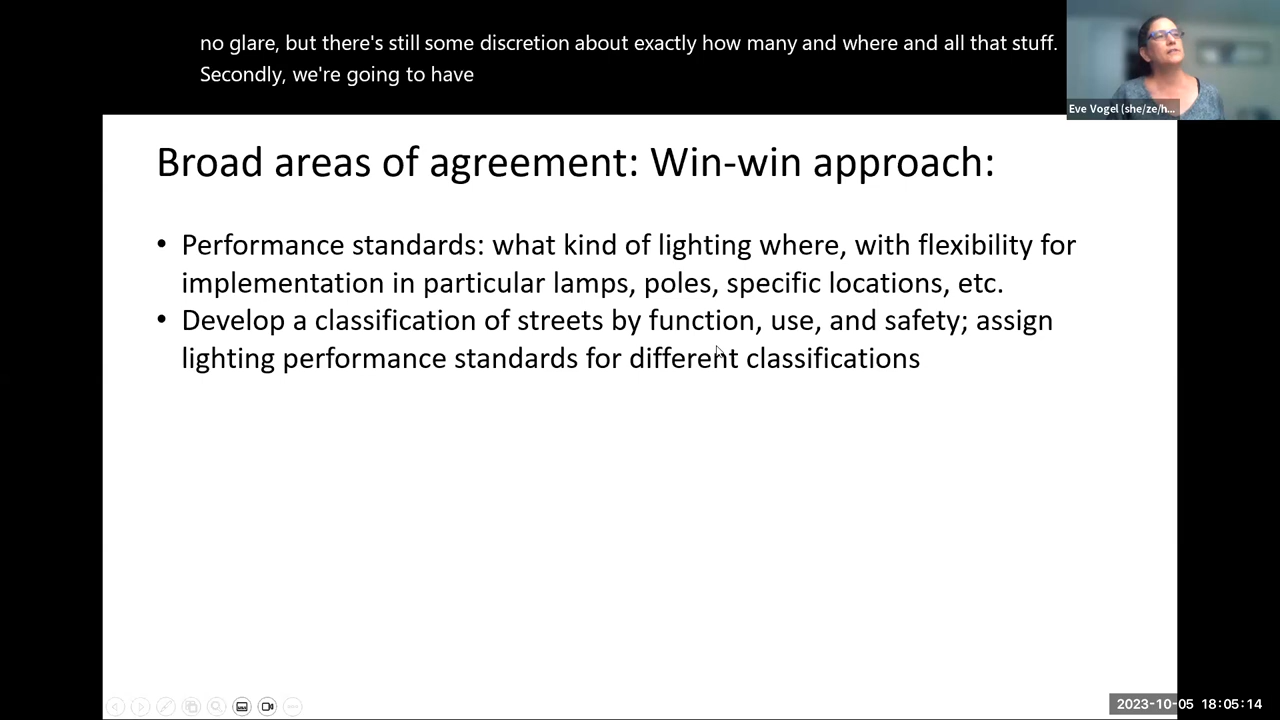 no glare, but there's still some discretion about exactly how many and where and all that stuff.
Secondly, we're going to have
Eve Vogel (she/ze/h...
Broad areas of agreement: Win-win approach:
• Performance standards: what kind of lighting where, with flexibility for
implementation in particular lamps, poles, specific locations, etc.
• Develop a classification of streets by function, use, and safety; assign
lighting performance standards for different classifications
2023-10-05 18:05:14